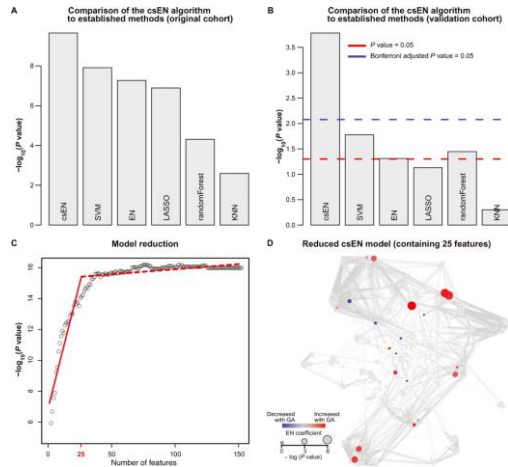 A
Comparison of the csEN algorithm
to established methods (original cohort)
−log10(P value)
8
6
4
2
0
csEN
SVM
EN
LASSO
randomForest
KNN
B
Comparison of the csEN algorithm
to established methods (validation cohort)
−log10(P value)
3.5
3.0
2.5
2.0
1.5
1.0
0.5
0.0
P value = 0.05
Bonferroni adjusted P value = 0.05
csEN
SVM
EN
LASSO
randomForest
KNN
C
Model reduction
−log10(P value)
16
14
12
10
8
6
0
25
50
100
150
Number of features
D
Reduced csEN model (containing 25 features)
Decreased
with GA
Increased
with GA
EN coefficient
− log (P value)